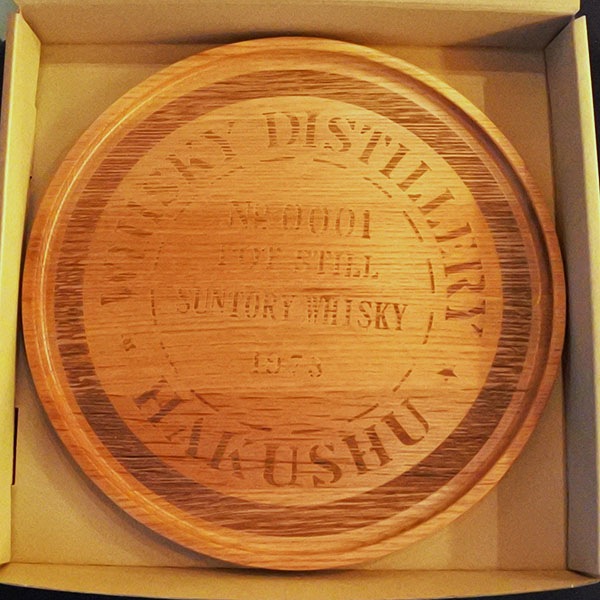 WHISKY DISTILLERY
No 0001
POT STILL
SUNTORY WHISKY
1973
HAKUSHU